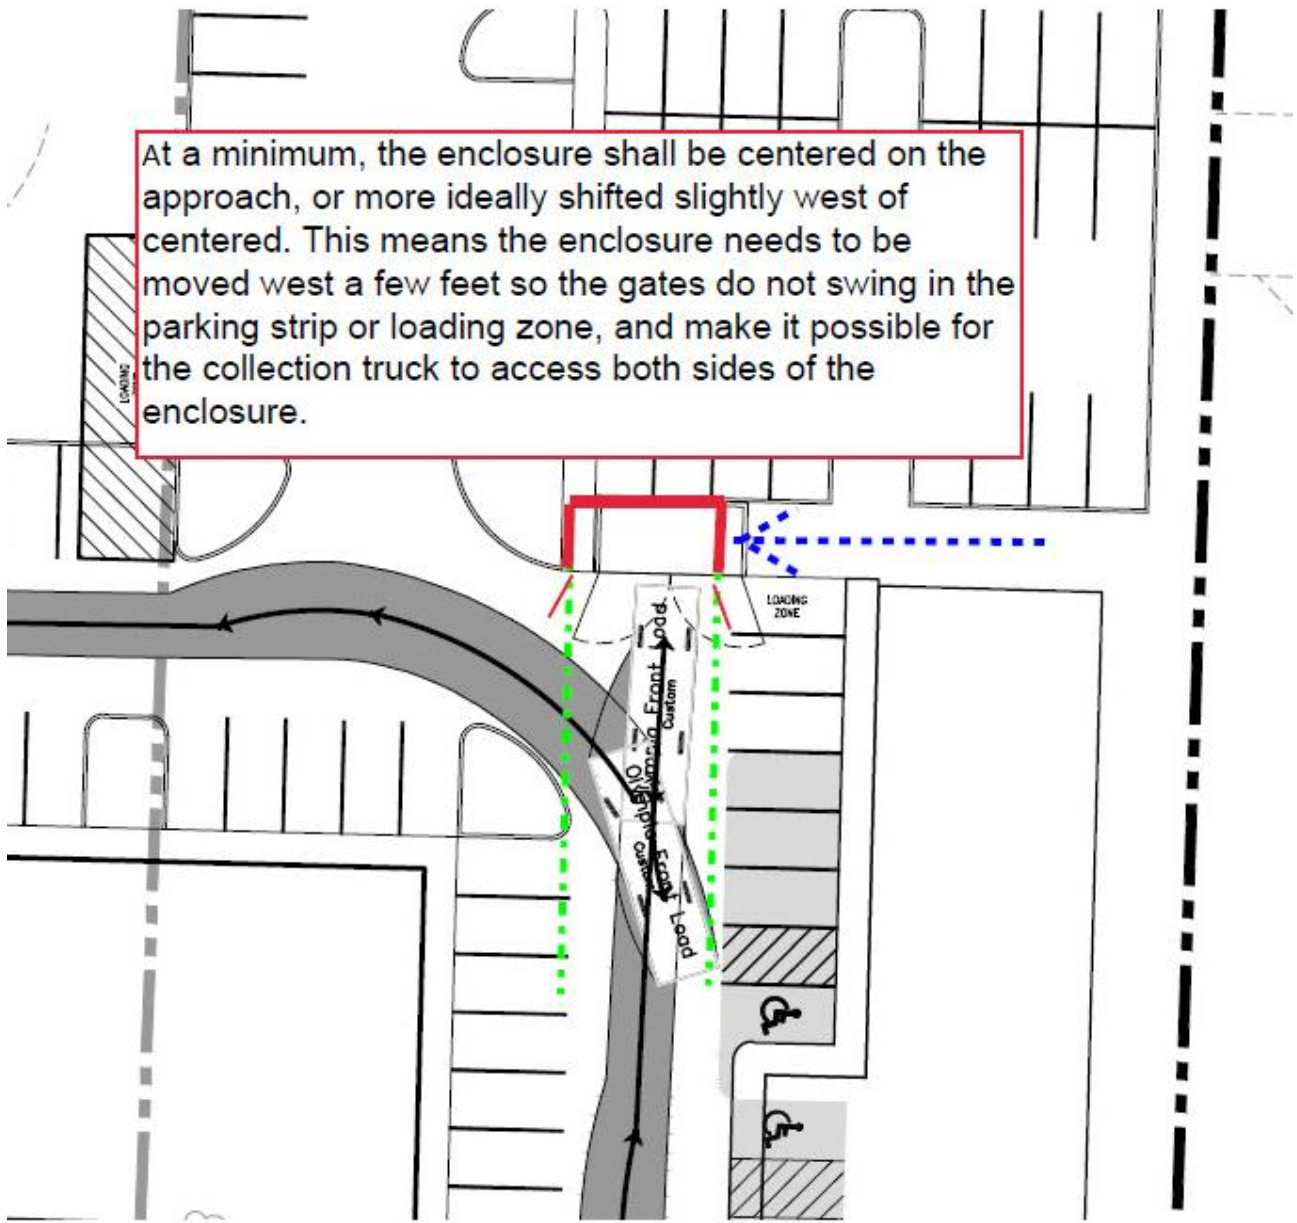 At a minimum, the enclosure shall be centered on the
approach, or more ideally shifted slightly west of
centered. This means the enclosure needs to be
moved west a few feet so the gates do not swing in the
parking strip or loading zone, and make it possible for
the collection truck to access both sides of the
enclosure.
LOADING
LOADING
ZONE
Front Load
Custom
Custom
Front Load